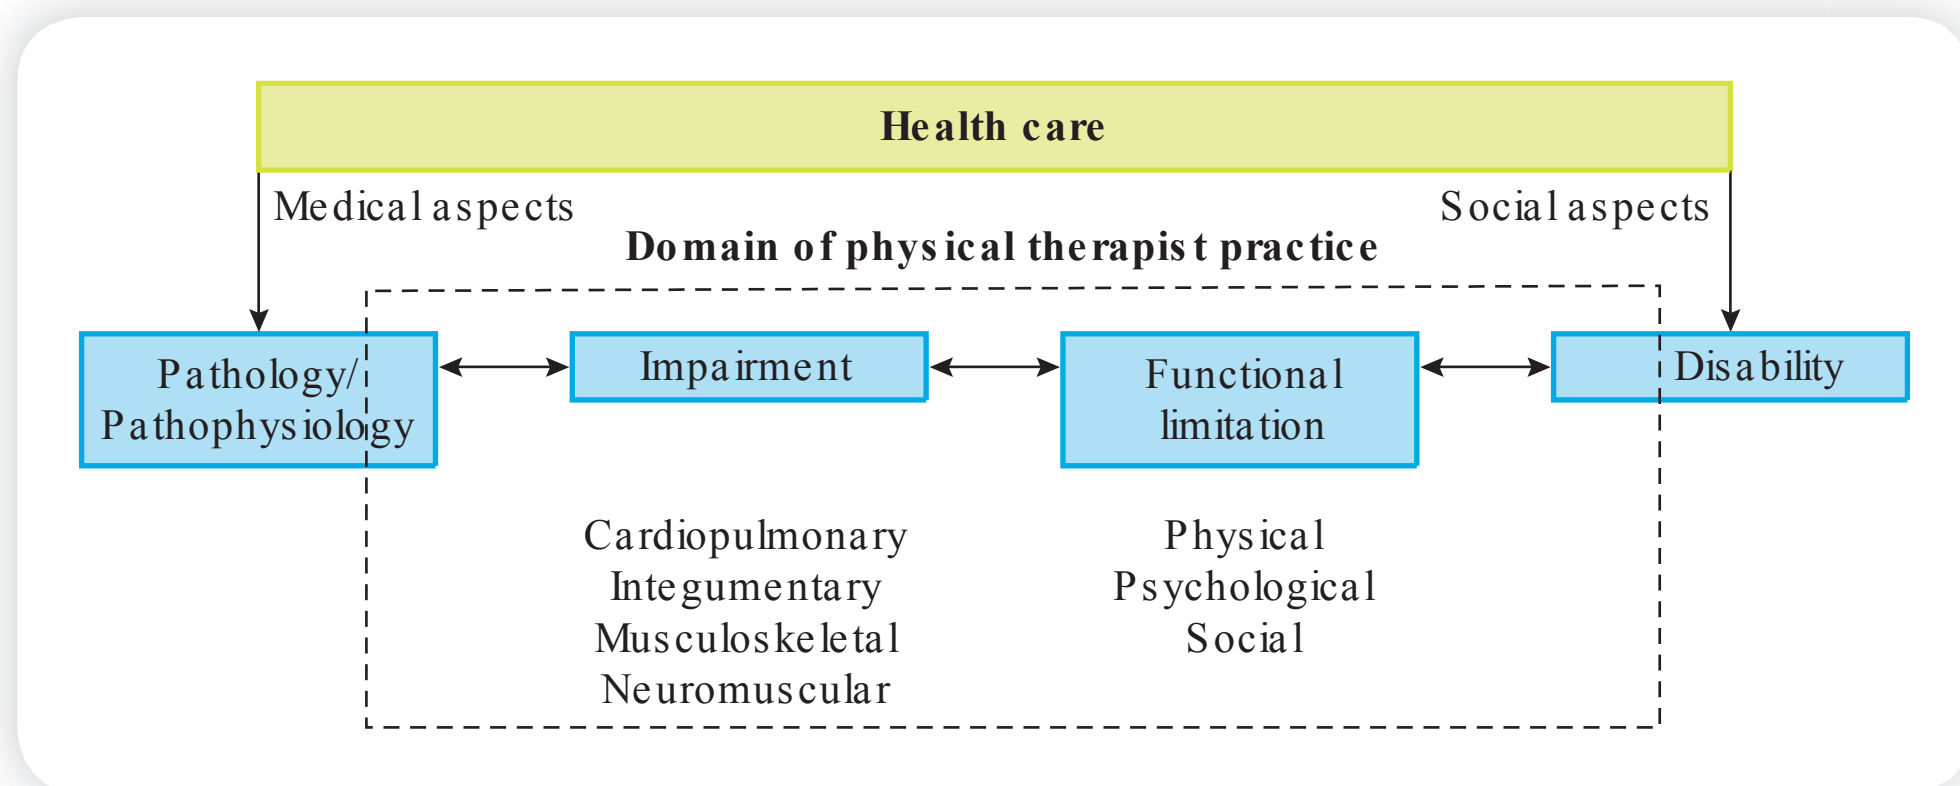 Health care
Medical aspects
Social aspects
Domain of physical therapist practice
Pathology/
Pathophysiology
Impairment
Functional
limitation
Disability
Cardiopulmonary
Integumentary
Musculoskeletal
Neuromuscular
Physical
Psychological
Social